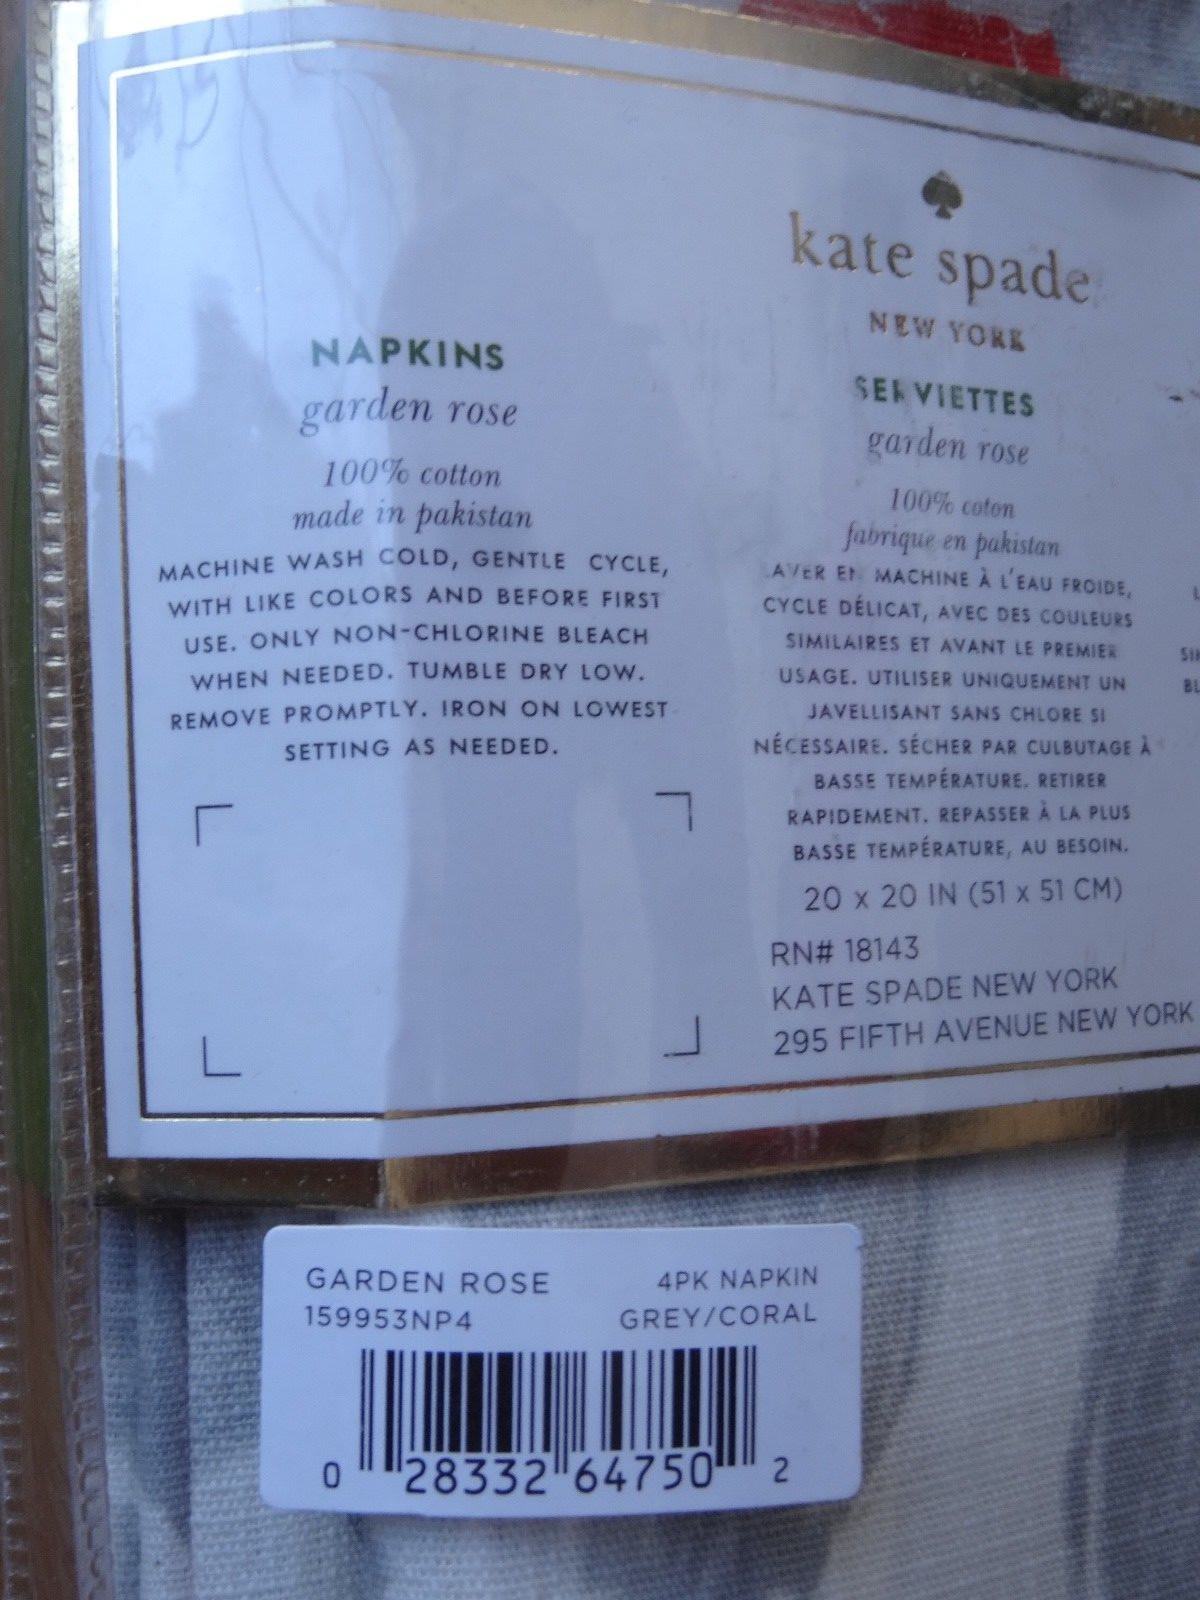 NAPKINS
garden rose
100% cotton
made in pakistan
MACHINE WASH COLD, GENTLE CYCLE,
WITH LIKE COLORS AND BEFORE FIRST
USE. ONLY NON-CHLORINE BLEACH
WHEN NEEDED. TUMBLE DRY LOW.
REMOVE PROMPTLY. IRON ON LOWEST
SETTING AS NEEDED.
kate spade
NEW YORK
SERVIETTES
garden rose
100% coton
fabrique en pakistan
LAVER EN MACHINE À L'EAU FROIDE,
CYCLE DÉLICAT, AVEC DES COULEURS
SIMILAIRES ET AVANT LE PREMIER
USAGE. UTILISER UNIQUEMENT UN
JAVELLISANT SANS CHLORE SI
NÉCESSAIRE. SÉCHER PAR CULBUTAGE À
BASSE TEMPÉRATURE. RETIRER
RAPIDEMENT. REPASSER À LA PLUS
BASSE TEMPÉRATURE, AU BESOIN.
20 x 20 IN (51 x 51 CM)
RN# 18143
KATE SPADE NEW YORK
295 FIFTH AVENUE NEW YORK
GARDEN ROSE 4PK NAPKIN
159953NP4 GREY/CORAL
0 28332 64750 2